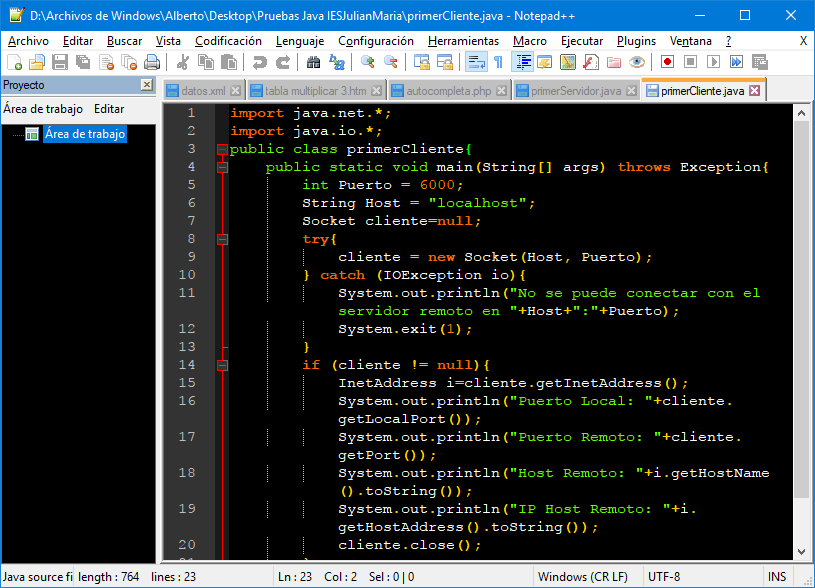 D:\Archivos de Windows\Alberto\Desktop\Pruebas Java IESJulianMaria\primerCliente.java - Notepad++
Archivo Editar Buscar Vista Codificación Lenguaje Configuración Herramientas Macro Ejecutar Plugins Ventana ? X
Proyecto
datos.xml tabla multiplicar 3.htm autocompleta.php primerServidor.java primerCliente.java
Área de trabajo Editar
Área de trabajo
1 import java.net.*;
2 import java.io.*;
3 public class primerCliente{
4 public static void main(String[] args) throws Exception{
5 int Puerto = 6000;
6 String Host = "localhost";
7 Socket cliente=null;
8 try{
9 cliente = new Socket(Host, Puerto);
10 } catch (IOException io){
11 System.out.println("No se puede conectar con el
servidor remoto en "+Host+":"+Puerto);
12 System.exit(1);
13 }
14 if (cliente != null){
15 InetAddress i=cliente.getInetAddress();
16 System.out.println("Puerto Local: "+cliente.
getLocalPort());
17 System.out.println("Puerto Remoto: "+cliente.
getPort());
18 System.out.println("Host Remoto: "+i.getHostName
().toString());
19 System.out.println("IP Host Remoto: "+i.
getHostAddress().toString());
20 cliente.close();
Java source fi length : 764 lines : 23 Ln : 23 Col : 2 Sel : 0 | 0 Windows (CR LF) UTF-8 INS